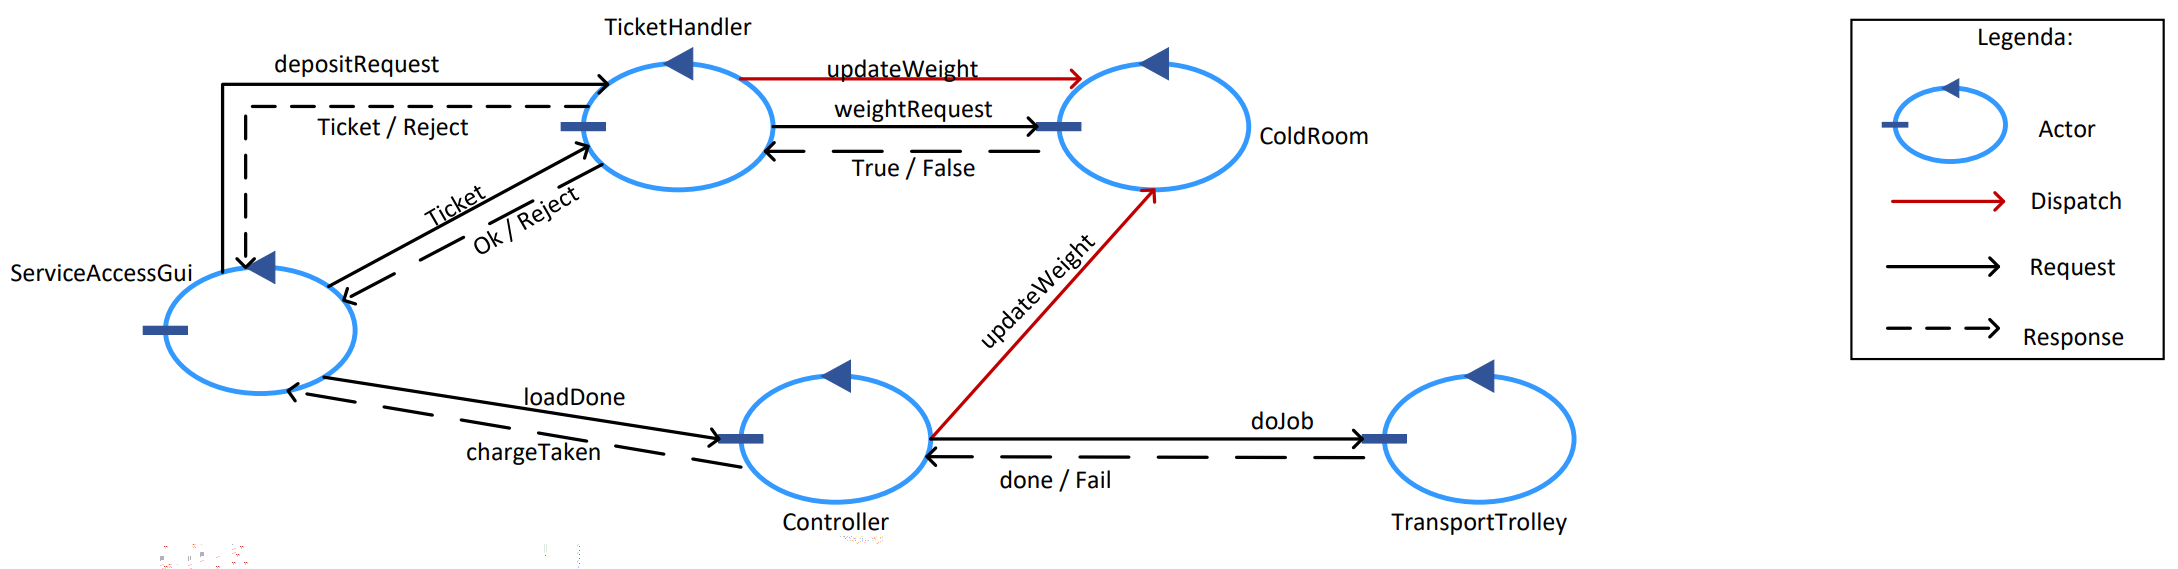 TicketHandler
Legenda:
depositRequest
updateWeight
weightRequest
Ticket / Reject
Actor
ColdRoom
True / False
Ticket
Ok / Reject
Dispatch
ServiceAccessGui
Request
updateWeight
Response
loadDone
doJob
chargeTaken
done / Fail
Controller
TransportTrolley